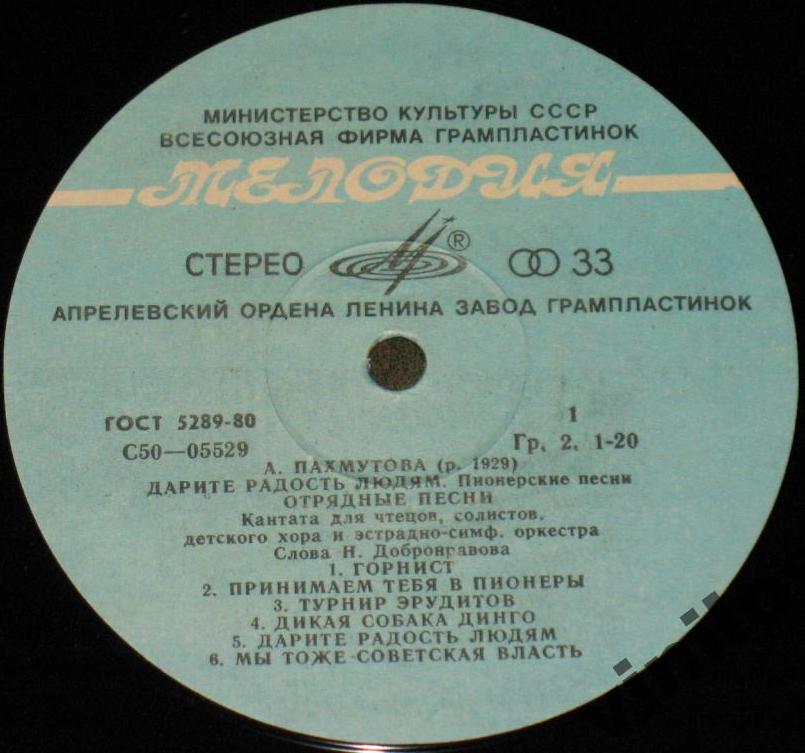 МИНИСТЕРСТВО КУЛЬТУРЫ СССР
ВСЕСОЮЗНАЯ ФИРМА ГРАМПЛАСТИНОК
МЕЛОДИЯ
СТЕРЕО ® 33
АПРЕЛЕВСКИЙ ОРДЕНА ЛЕНИНА ЗАВОД ГРАМПЛАСТИНОК
ГОСТ 5289-80 1
С50—05529 Гр. 2. 1-20
А. ПАХМУТОВА (р. 1929)
ДАРИТЕ РАДОСТЬ ЛЮДЯМ. Пионерские песни
ОТРЯДНЫЕ ПЕСНИ
Кантата для чтецов, солистов,
детского хора и эстрадно-симф. оркестра
Слова Н. Добронравова
1. ГОРНИСТ
2. ПРИНИМАЕМ ТЕБЯ В ПИОНЕРЫ
3. ТУРНИР ЭРУДИТОВ
4. ДИКАЯ СОБАКА ДИНГО
5. ДАРИТЕ РАДОСТЬ ЛЮДЯМ
6. МЫ ТОЖЕ СОВЕТСКАЯ ВЛАСТЬ